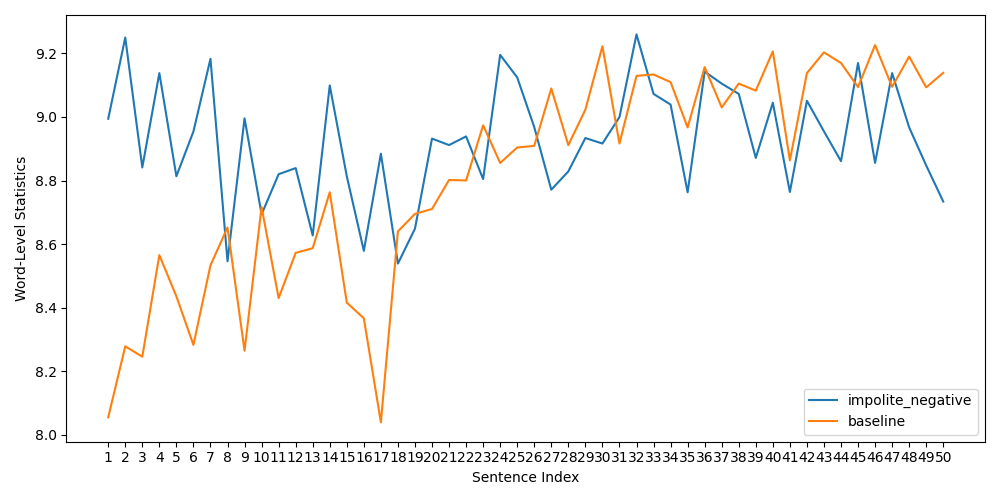 Word-Level Statistics
9.2
9.0
8.8
8.6
8.4
8.2
8.0
1 2 3 4 5 6 7 8 9 10 11 12 13 14 15 16 17 18 19 20 21 22 23 24 25 26 27 28 29 30 31 32 33 34 35 36 37 38 39 40 41 42 43 44 45 46 47 48 49 50
Sentence Index
impolite_negative
baseline